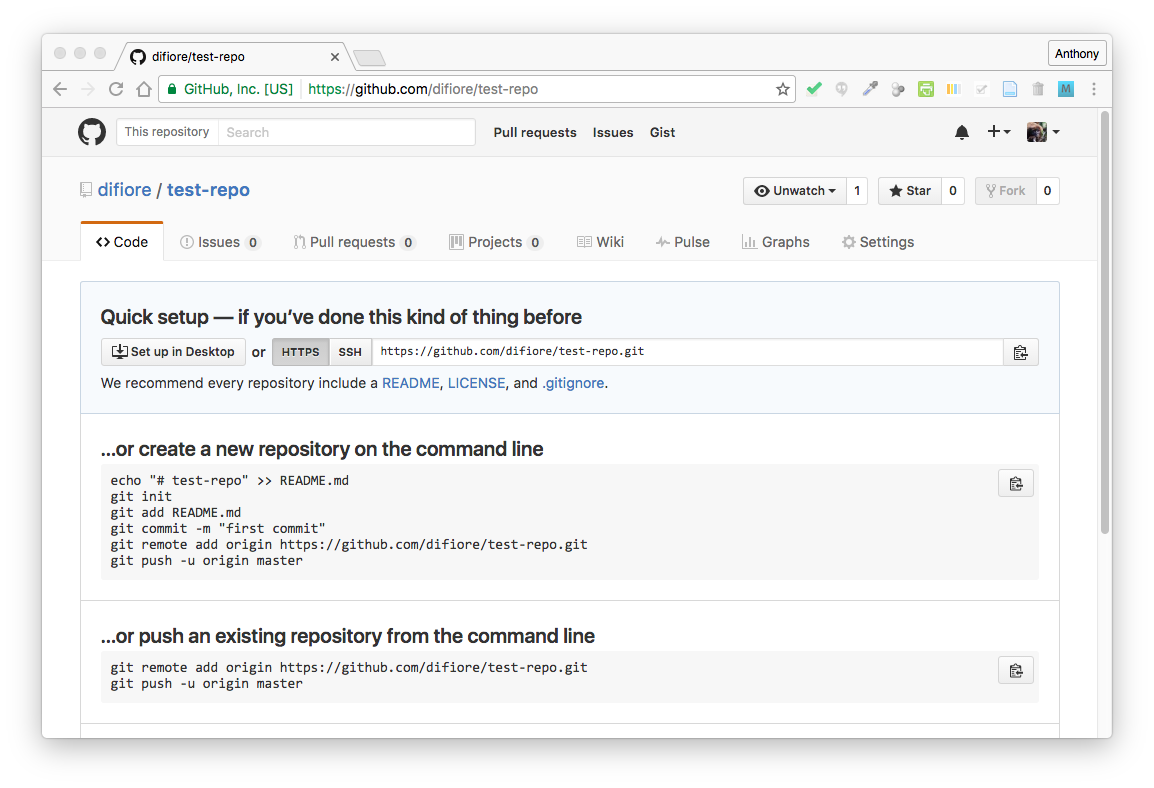 difiore/test-repo
Anthony
GitHub, Inc. [US] https://github.com/difiore/test-repo
M
This repository Search Pull requests Issues Gist
difiore / test-repo
Unwatch 1 Star 0 Fork 0
Code Issues 0 Pull requests 0 Projects 0 Wiki Pulse Graphs Settings
Quick setup — if you’ve done this kind of thing before
Set up in Desktop or HTTPS SSH https://github.com/difiore/test-repo.git
We recommend every repository include a README, LICENSE, and .gitignore.
…or create a new repository on the command line
echo "# test-repo" >> README.md
git init
git add README.md
git commit -m "first commit"
git remote add origin https://github.com/difiore/test-repo.git
git push -u origin master
…or push an existing repository from the command line
git remote add origin https://github.com/difiore/test-repo.git
git push -u origin master